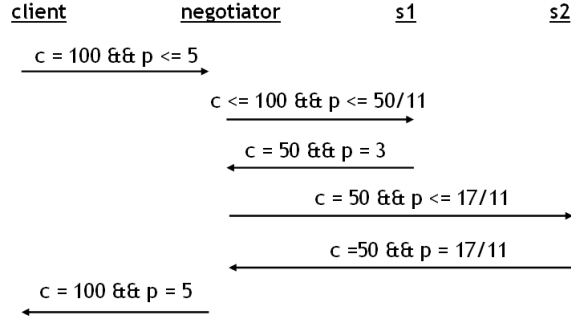 client negotiator s1 s2
c = 100 && p <= 5
c <= 100 && p <= 50/11
c = 50 && p = 3
c = 50 && p <= 17/11
c =50 && p = 17/11
c = 100 && p = 5